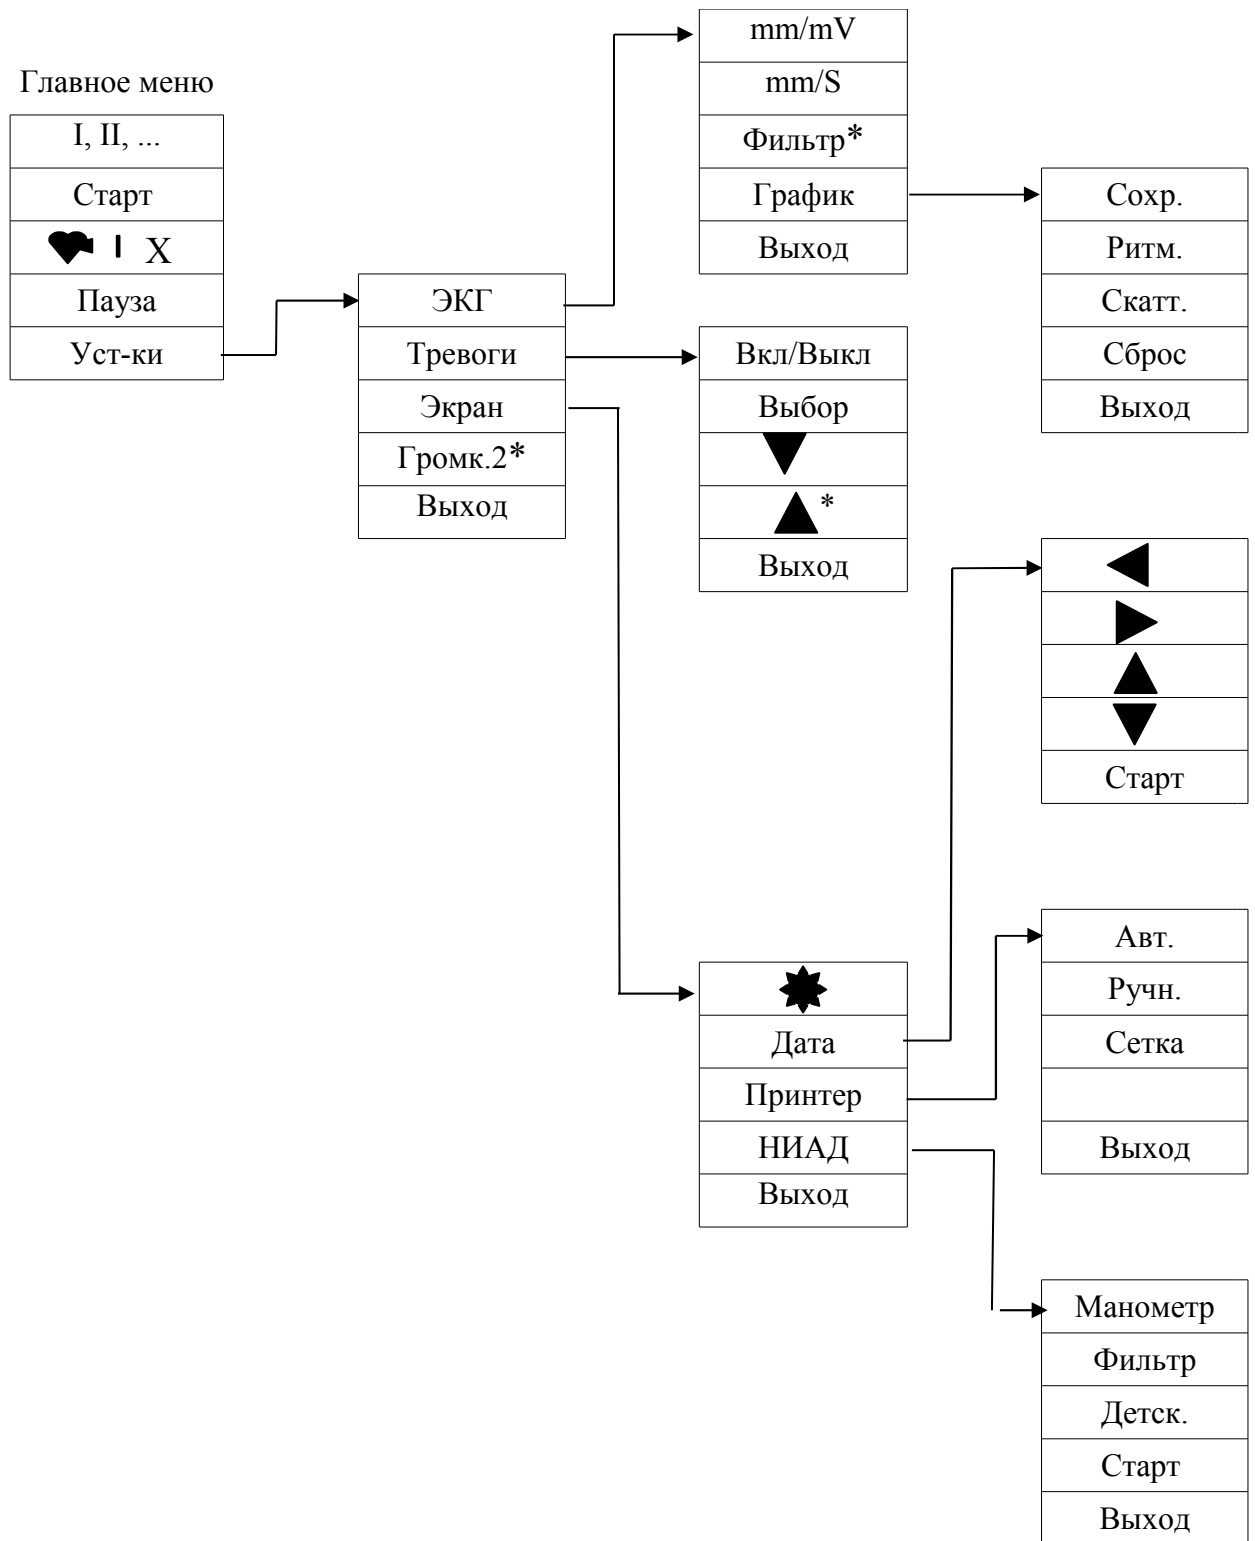 Главное меню
I, II, ...
Старт
X
Пауза
Уст-ки
ЭКГ
Тревоги
Экран
Громк.2*
Выход
mm/mV
mm/S
Фильтр*
График
Выход
Сохр.
Ритм.
Скатт.
Сброс
Выход
Вкл/Выкл
Выбор
*
Выход
Дата
Принтер
НИАД
Выход
Старт
Авт.
Ручн.
Сетка
Выход
Манометр
Фильтр
Детск.
Старт
Выход